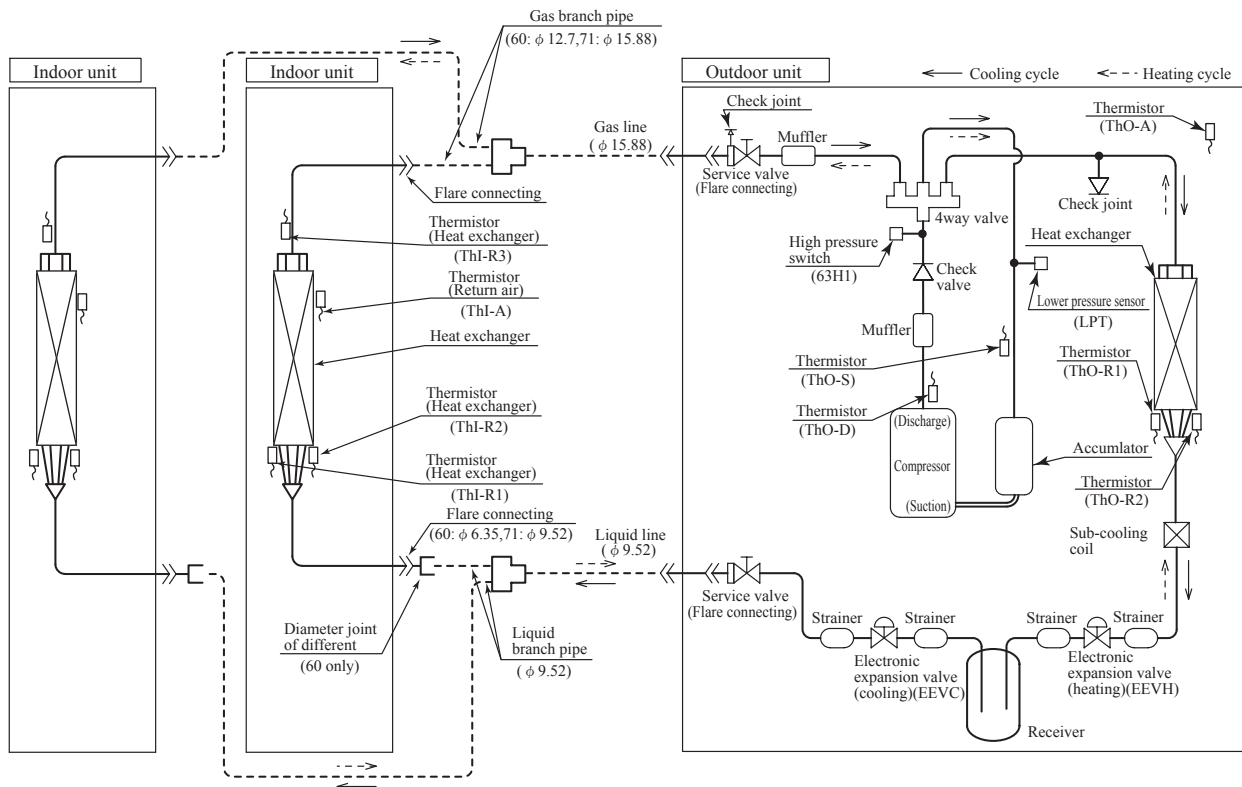 Gas branch pipe
(60: φ 12.7,71: φ 15.88)
Indoor unit
Indoor unit
Outdoor unit
Cooling cycle
Heating cycle
Check joint
Thermistor
(ThO-A)
Gas line
(φ 15.88)
Muffler
Service valve
(Flare connecting)
Flare connecting
4way valve
Check joint
Thermistor
(Heat exchanger)
(ThI-R3)
High pressure
switch
(63H1)
Heat exchanger
Check
valve
Thermistor
(Return air)
(ThI-A)
Lower pressure sensor
(LPT)
Muffler
Heat exchanger
Thermistor
(ThO-S)
Thermistor
(ThO-R1)
Thermistor
(Heat exchanger)
(ThI-R2)
Thermistor
(ThO-D)
(Discharge)
Compressor
(Suction)
Accumlator
Thermistor
(Heat exchanger)
(ThI-R1)
Thermistor
(ThO-R2)
Flare connecting
(60: φ 6.35,71: φ 9.52)
Liquid line
(φ 9.52)
Sub-cooling
coil
Service valve
(Flare connecting)
Diameter joint
of different
(60 only)
Liquid
branch pipe
(φ 9.52)
Strainer
Strainer
Strainer
Strainer
Electronic
expansion valve
(cooling)(EEVC)
Electronic
expansion valve
(heating)(EEVH)
Receiver